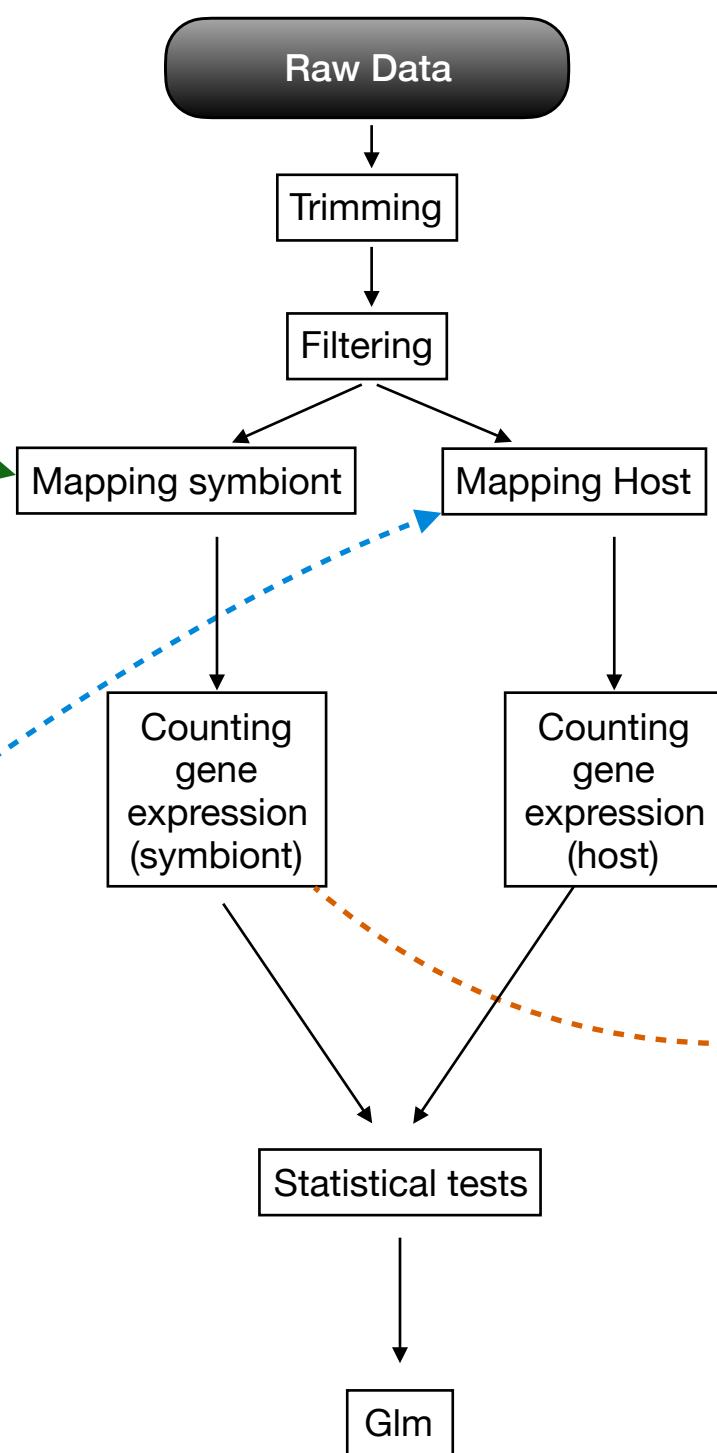 Raw Data
Trimming
Filtering
Mapping symbiont
Mapping Host
Counting
gene
expression
(symbiont)
Counting
gene
expression
(host)
Statistical tests
Glm